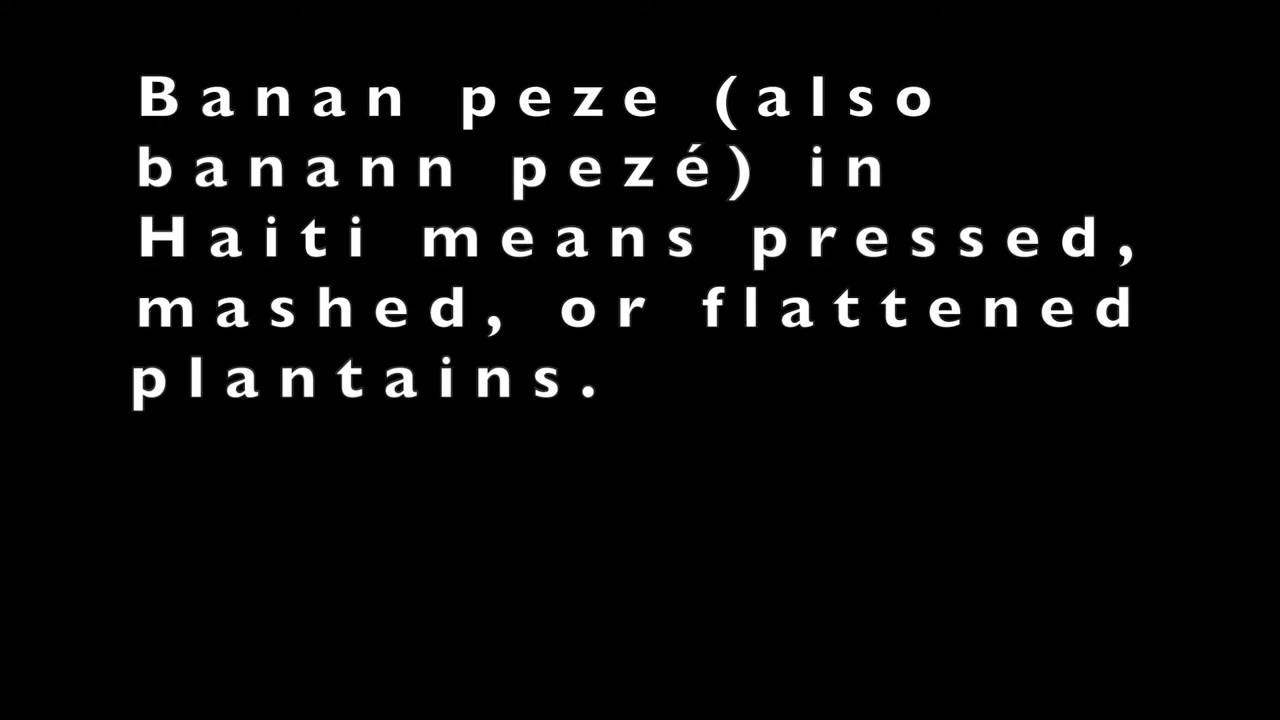 Banan peze (also
banann pezé) in
Haiti means pressed,
mashed, or flattened
plantains.